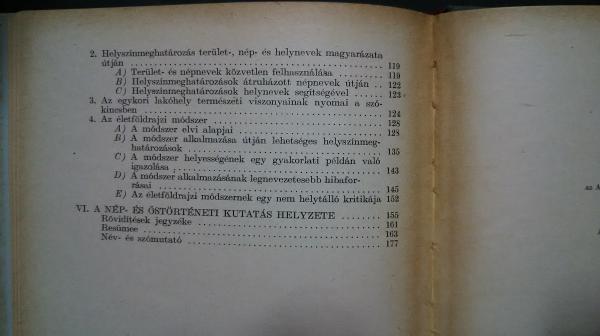 2. Helyszínmeghatározás terület-, nép- és helynevek magyarázata
útján . . . . . . . . . . . . . . . . . . . . . . . . . . . . . . . . 119
A) Terület- és népnevek közvetlen felhasználása . . . . . . . 119
B) Helyszínmeghatározások átruházott népnevek útján . . 122
C) Helyszínmeghatározások helynevek segítségével . . . . . 123
3. Az egykori lakóhely természeti viszonyainak nyomai a szó-
kincsben . . . . . . . . . . . . . . . . . . . . . . . . . . . . . . 124
4. Az életföldrajzi módszer . . . . . . . . . . . . . . . . . . . . 128
A) A módszer elvi alapjai . . . . . . . . . . . . . . . . . . . . 128
B) A módszer alkalmazása útján lehetséges helyszínmeg-
határozások . . . . . . . . . . . . . . . . . . . . . . . . . . . 135
C) A módszer helyességének egy gyakorlati példán való
igazolása . . . . . . . . . . . . . . . . . . . . . . . . . . . . . 143
D) A módszer alkalmazásának legnevezetesebb hibafor-
rásai . . . . . . . . . . . . . . . . . . . . . . . . . . . . . . . 145
E) Az életföldrajzi módszernek egy nem helytálló kritikája 152
VI. A NÉP- ÉS ŐSTÖRTÉNETI KUTATÁS HELYZETE . . . . . . . 155
Rövidítések jegyzéke . . . . . . . . . . . . . . . . . . . . . . . . 161
Resümee . . . . . . . . . . . . . . . . . . . . . . . . . . . . . . . 163
Név- és szómutató . . . . . . . . . . . . . . . . . . . . . . . . . 177
az A